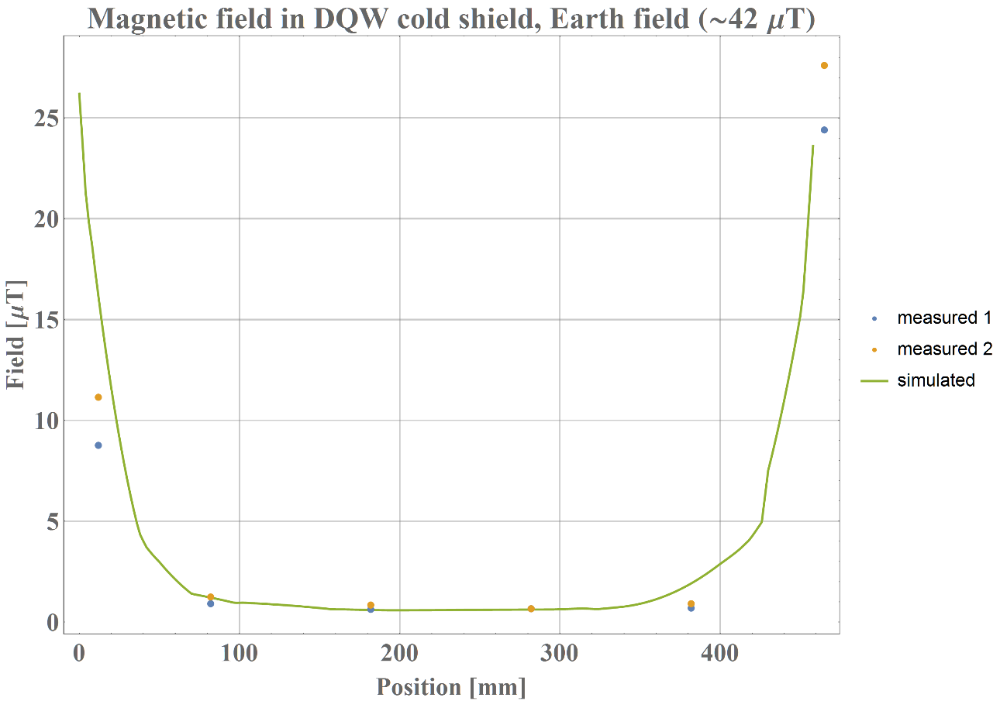 Magnetic field in DQW cold shield, Earth field (~42 μT)
25
20
15
10
5
0
Field [μT]
0 100 200 300 400
Position [mm]
measured 1
measured 2
simulated